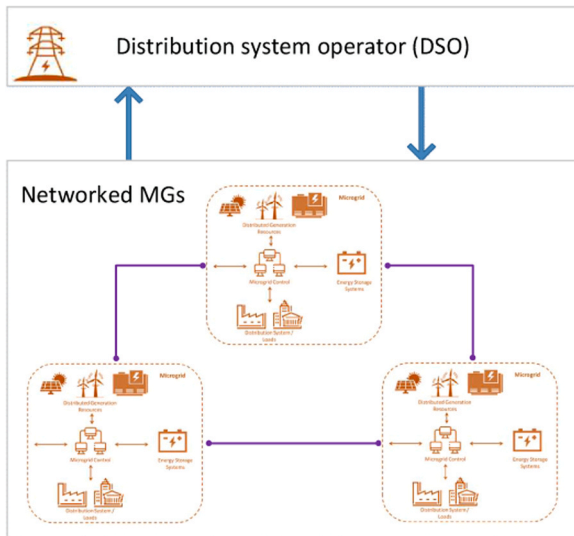 Distribution system operator (DSO)
Networked MGs
Microgrid
Distributed Generation
Resources
Microgrid Control
Energy Storage
Systems
Distribution System /
Loads
Microgrid
Distributed Generation
Resources
Microgrid Control
Energy Storage
Systems
Distribution System /
Loads
Microgrid
Distributed Generation
Resources
Microgrid Control
Energy Storage
Systems
Distribution System /
Loads